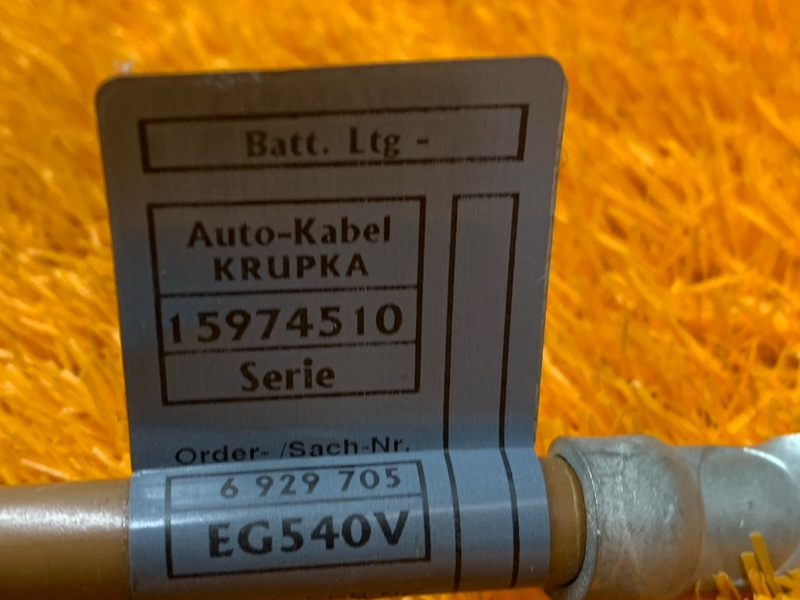 Batt. Ltg -
Auto-Kabel
KRUPKA
15974510
Serie
Order- /Sach-Nr.
6 929 705
EG540V